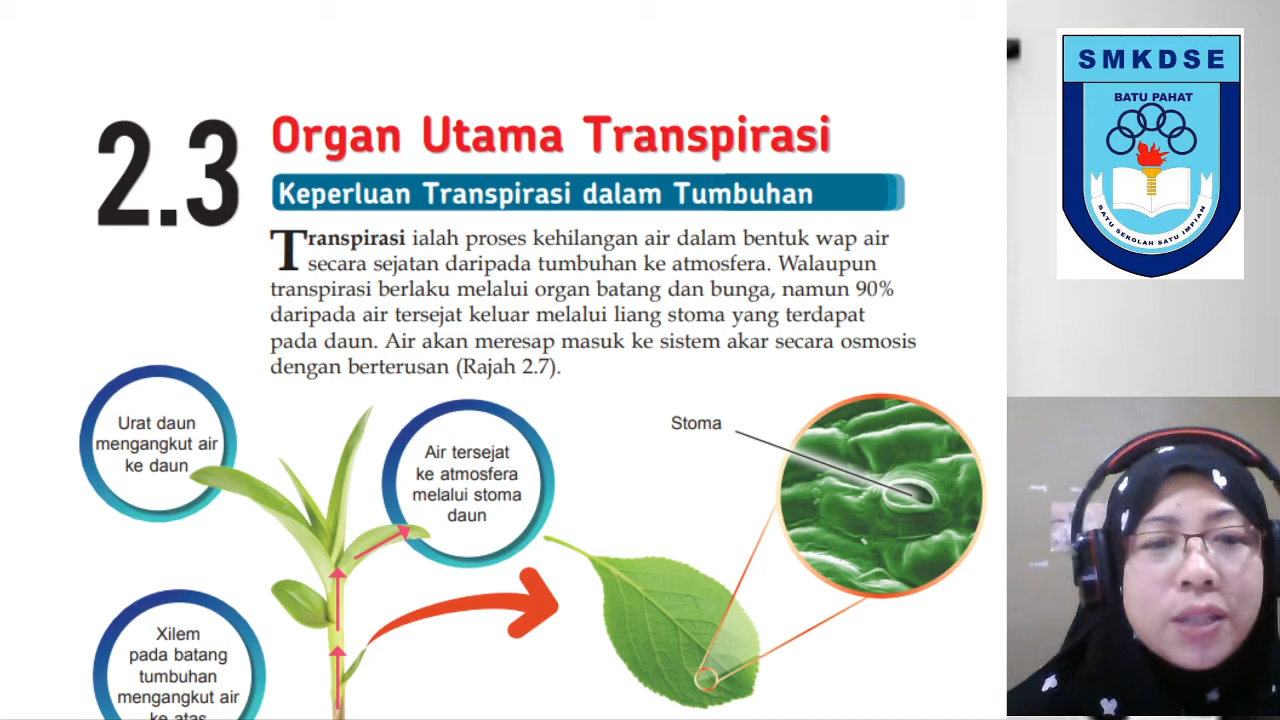 2.3
Organ Utama Transpirasi
Keperluan Transpirasi dalam Tumbuhan
Transpirasi ialah proses kehilangan air dalam bentuk wap air
secara sejatan daripada tumbuhan ke atmosfera. Walaupun
transpirasi berlaku melalui organ batang dan bunga, namun 90%
daripada air tersejat keluar melalui liang stoma yang terdapat
pada daun. Air akan meresap masuk ke sistem akar secara osmosis
dengan berterusan (Rajah 2.7).
Urat daun
mengangkut air
ke daun
Air tersejat
ke atmosfera
melalui stoma
daun
Stoma
Xilem
pada batang
tumbuhan
mengangkut air
ke atas
SMKDSE
BATU PAHAT
BATU SEKOLAH SATU IMPIAN